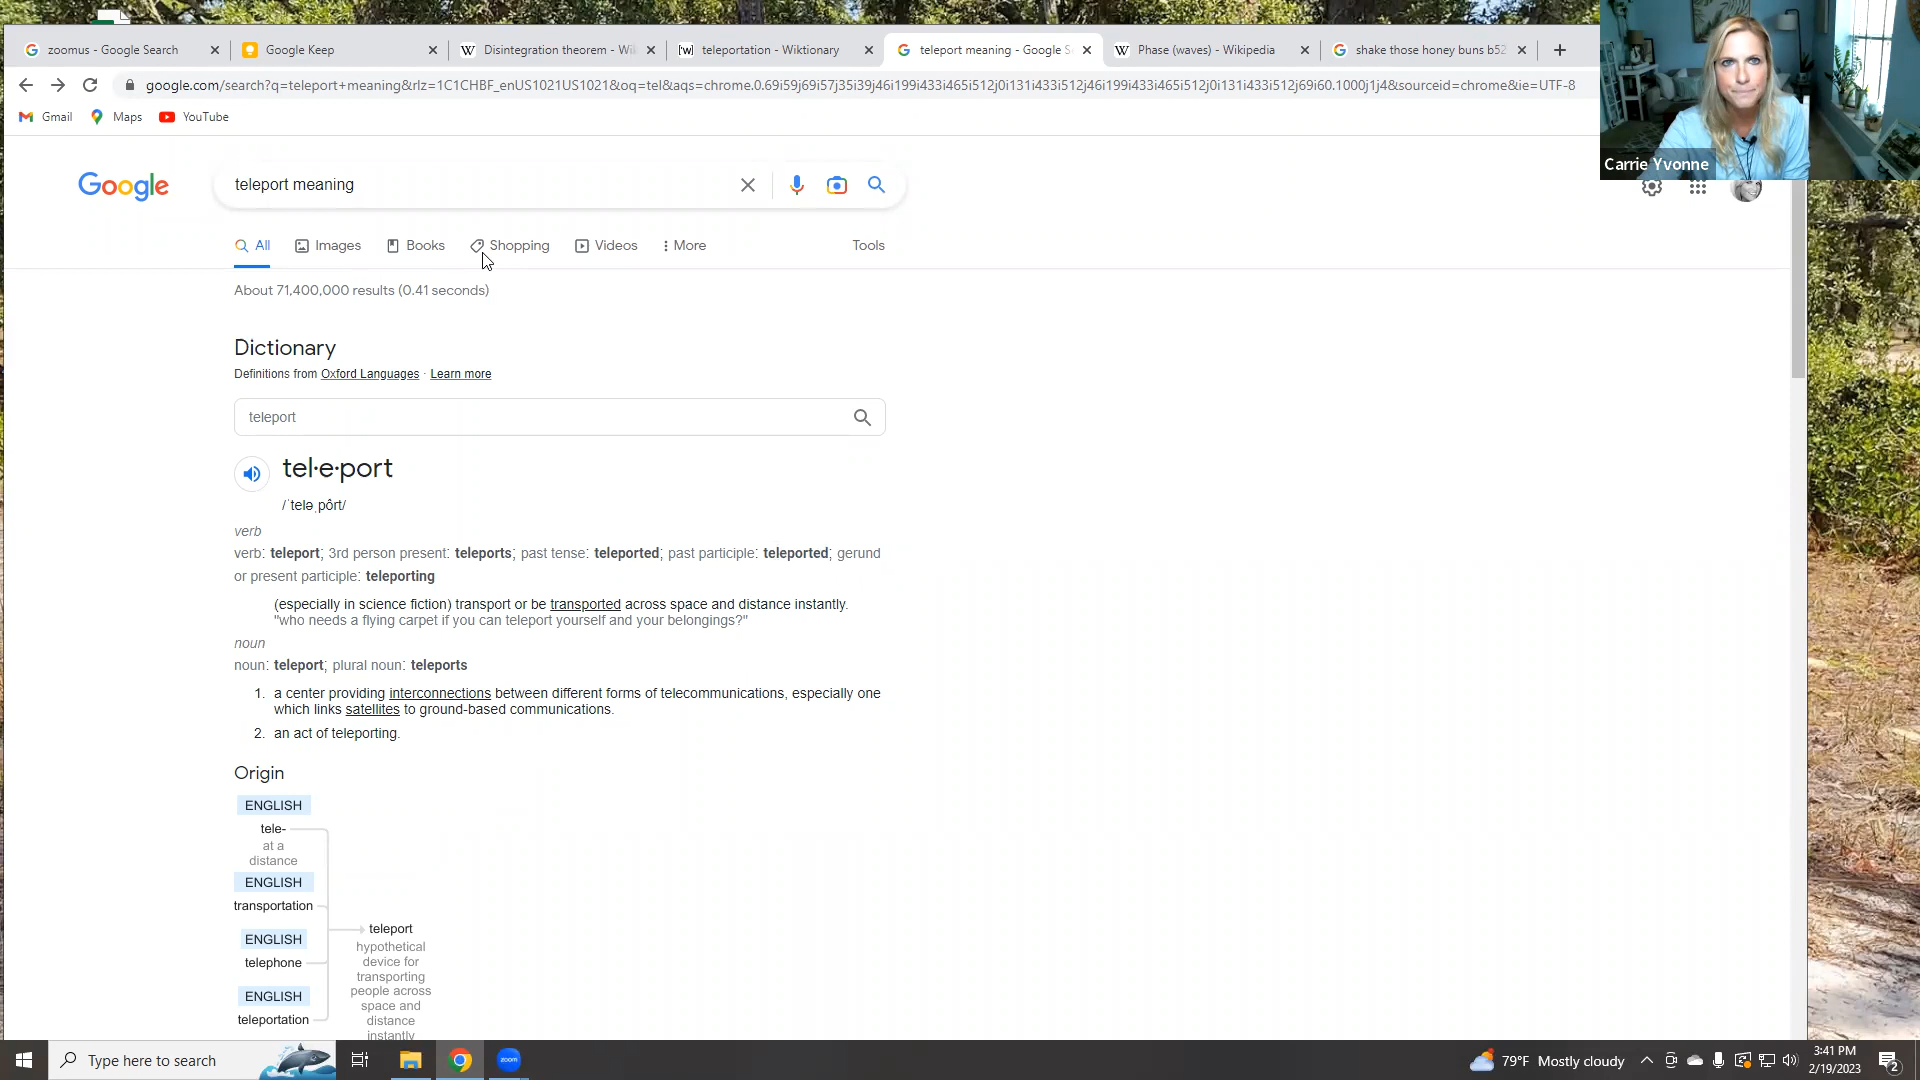 zoomus - Google Search
Google Keep
Disintegration theorem - Wi
teleportation - Wiktionary
teleport meaning - Google S
Phase (waves) - Wikipedia
shake those honey buns b52
google.com/search?q=teleport+meaning&rlz=1C1CHBF_enUS1021US1021&oq=tel&aqs=chrome.0.69i59j69i57j35i39j46i199i433i465i512j0i131i433i512j46i199i433i465i512j0i131i433i512j69i60.1000j1j4&sourceid=chrome&ie=UTF-8
Gmail Maps YouTube
Carrie Yvonne
Google
teleport meaning
All Images Books Shopping Videos More Tools
About 71,400,000 results (0.41 seconds)
Dictionary
Definitions from Oxford Languages · Learn more
teleport
tel·e·port
/ˈteləˌpôrt/
verb
verb: teleport; 3rd person present: teleports; past tense: teleported; past participle: teleported; gerund
or present participle: teleporting
(especially in science fiction) transport or be transported across space and distance instantly.
"who needs a flying carpet if you can teleport yourself and your belongings?"
noun
noun: teleport; plural noun: teleports
1. a center providing interconnections between different forms of telecommunications, especially one
which links satellites to ground-based communications.
2. an act of teleporting.
Origin
ENGLISH
tele-
at a
distance
ENGLISH
transportation
ENGLISH
telephone
ENGLISH
teleportation
teleport
hypothetical
device for
transporting
people across
space and
distance
instantly
Type here to search
zoom
79°F Mostly cloudy
3:41 PM
2/19/2023
2